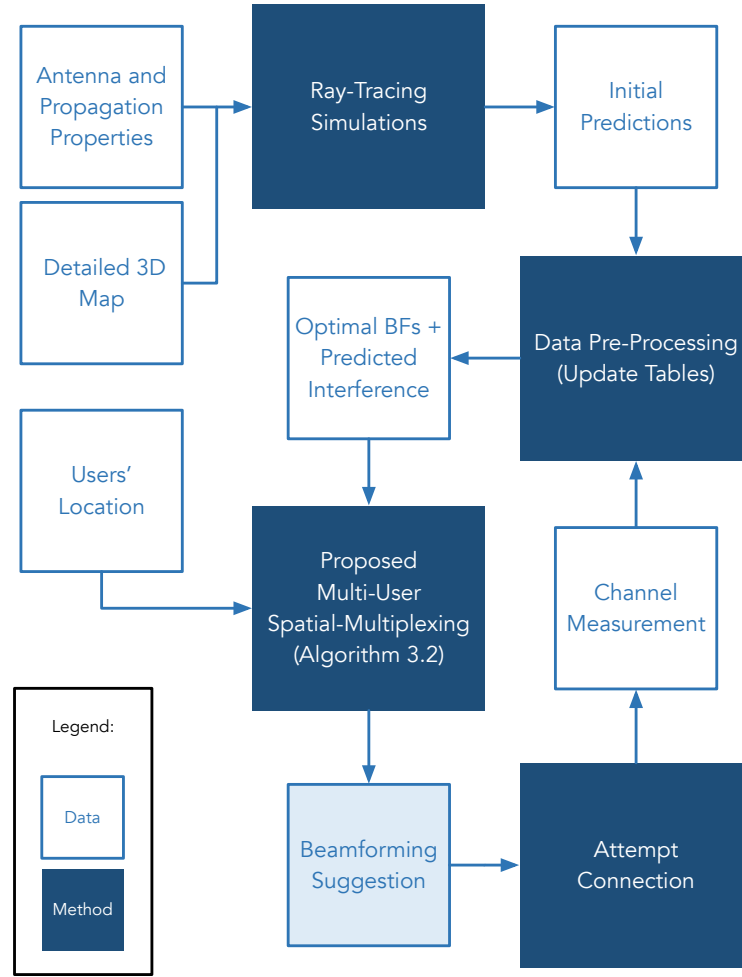 Antenna and
Propagation
Properties
Ray-Tracing
Simulations
Initial
Predictions
Detailed 3D
Map
Optimal BFs +
Predicted
Interference
Data Pre-Processing
(Update Tables)
Users’
Location
Proposed
Multi-User
Spatial-Multiplexing
(Algorithm 3.2)
Channel
Measurement
Legend:
Data
Method
Beamforming
Suggestion
Attempt
Connection